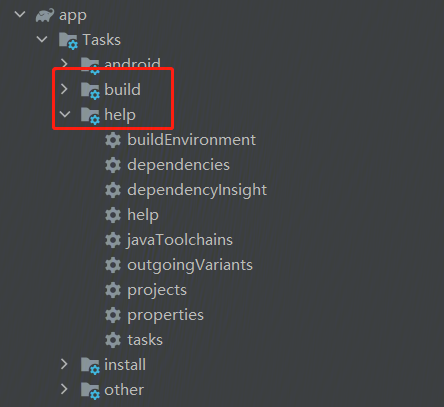 app
Tasks
android
build
help
buildEnvironment
dependencies
dependencyInsight
help
javaToolchains
outgoingVariants
projects
properties
tasks
install
other